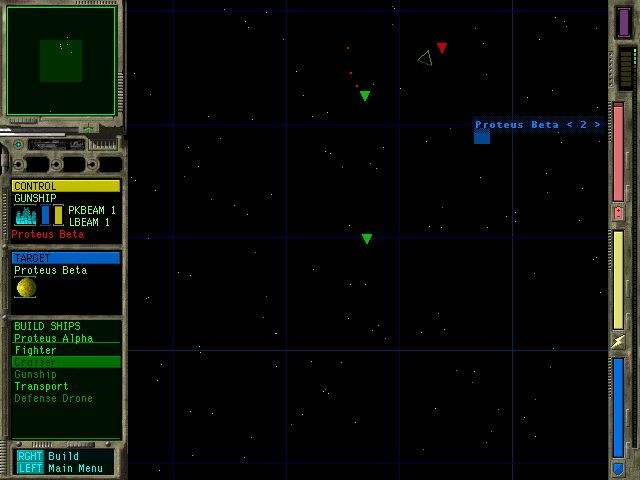 Proteus Beta < 2 >
CONTROL
GUNSHIP
PKBEAM 1
LBEAM 1
Proteus Beta
TARGET
Proteus Beta
BUILD SHIPS
Proteus Alpha
Fighter
Cruiser
Gunship
Transport
Defense Drone
RGHT Build
LEFT Main Menu